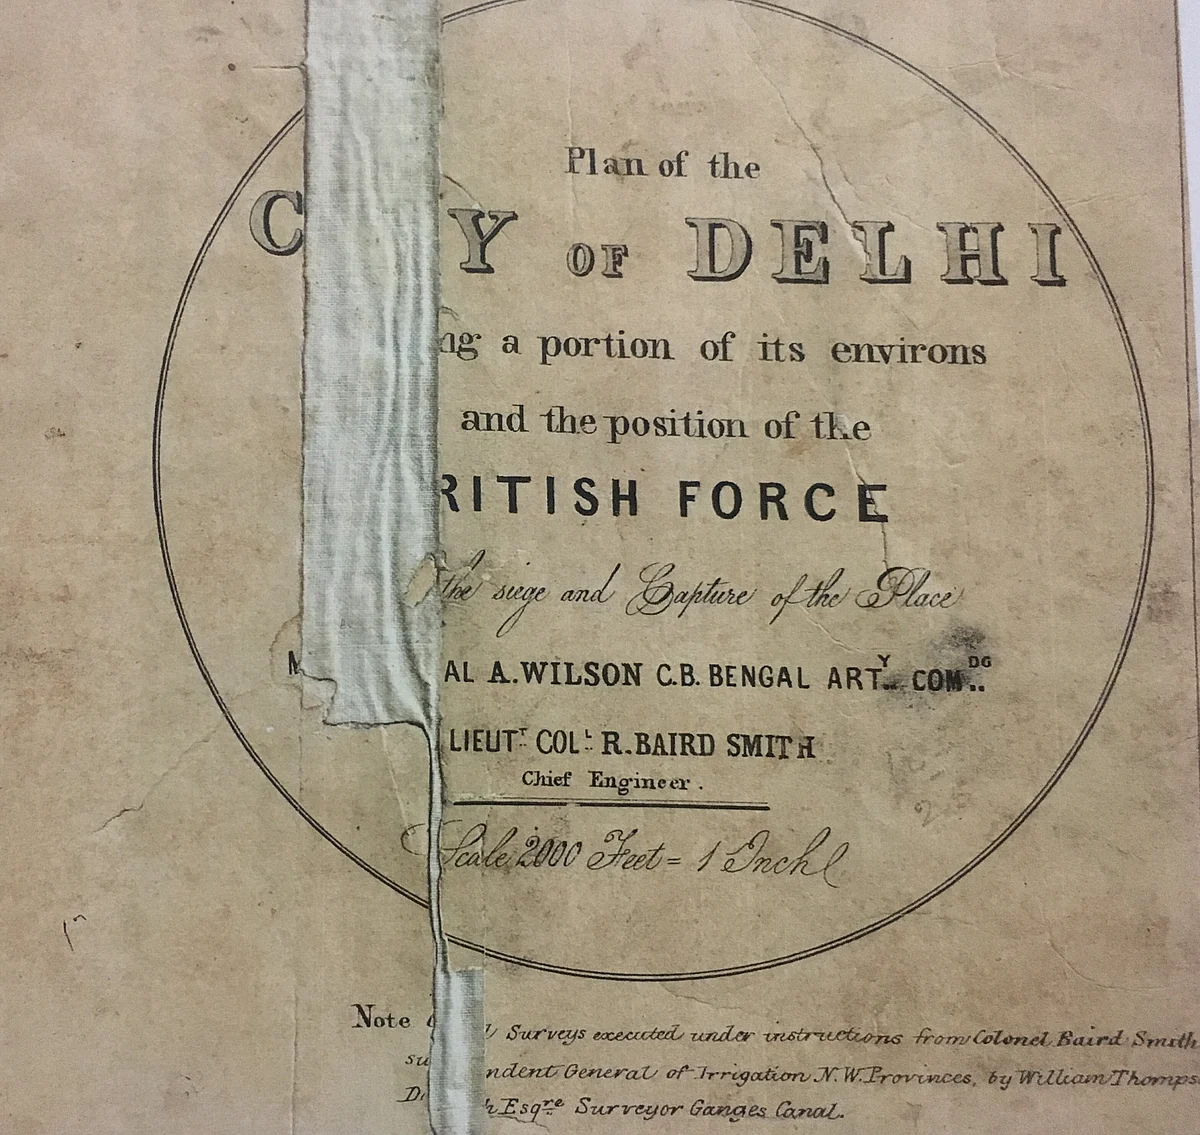 Plan of the
C Y OF DELHI
ng a portion of its environs
and the position of the
RITISH FORCE
the siege and Capture of the Place
M AL A. WILSON C.B. BENGAL ARTY. COMDG..
LIEUTT. COLL. R. BAIRD SMITH
Chief Engineer.
Scale 2000 Feet = 1 Inch
Note Surveys executed under instructions from Colonel Baird Smith
su ndent General of Irrigation N.W. Provinces, by William Thomps
D h Esqre Surveyor Ganges Canal.